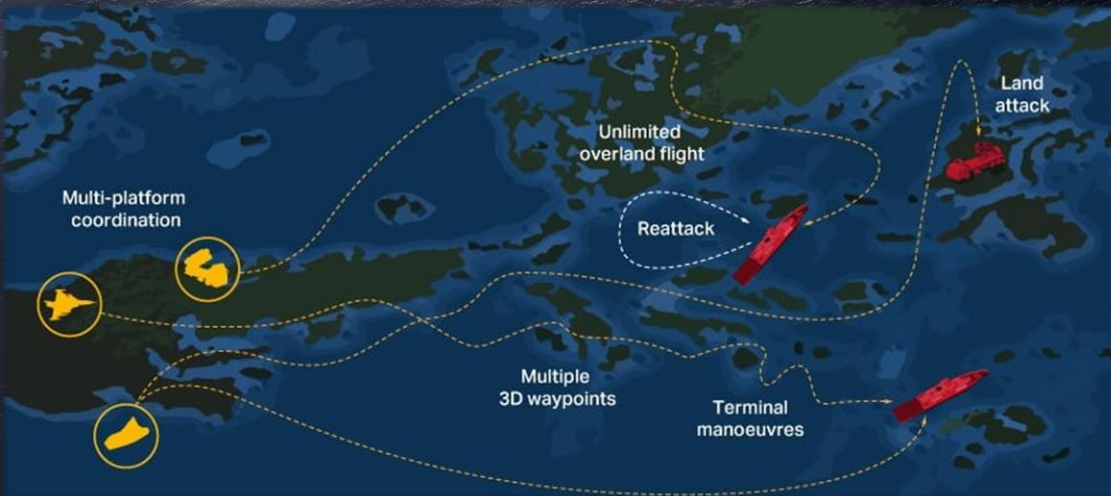 Land
attack
Unlimited
overland flight
Multi-platform
coordination
Reattack
Multiple
3D waypoints
Terminal
manoeuvres